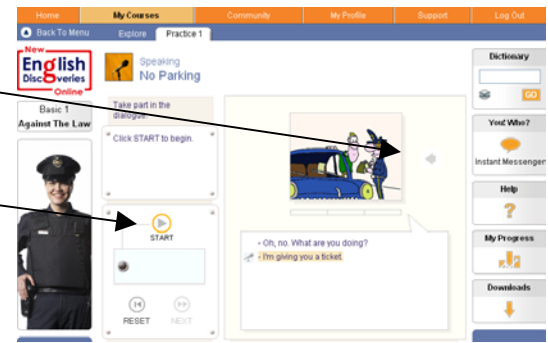 Home My Courses Community My Profile Support Log Out
Back To Menu Explore Practice 1
New
English
Discoveries
Online
Speaking
No Parking
Basic 1
Against The Law
Take part in the
dialogue.
Click START to begin.
START
RESET NEXT
- Oh, no. What are you doing?
- I'm giving you a ticket.
Dictionary
GO
You! Who?
Instant Messenger
Help
?
My Progress
Downloads